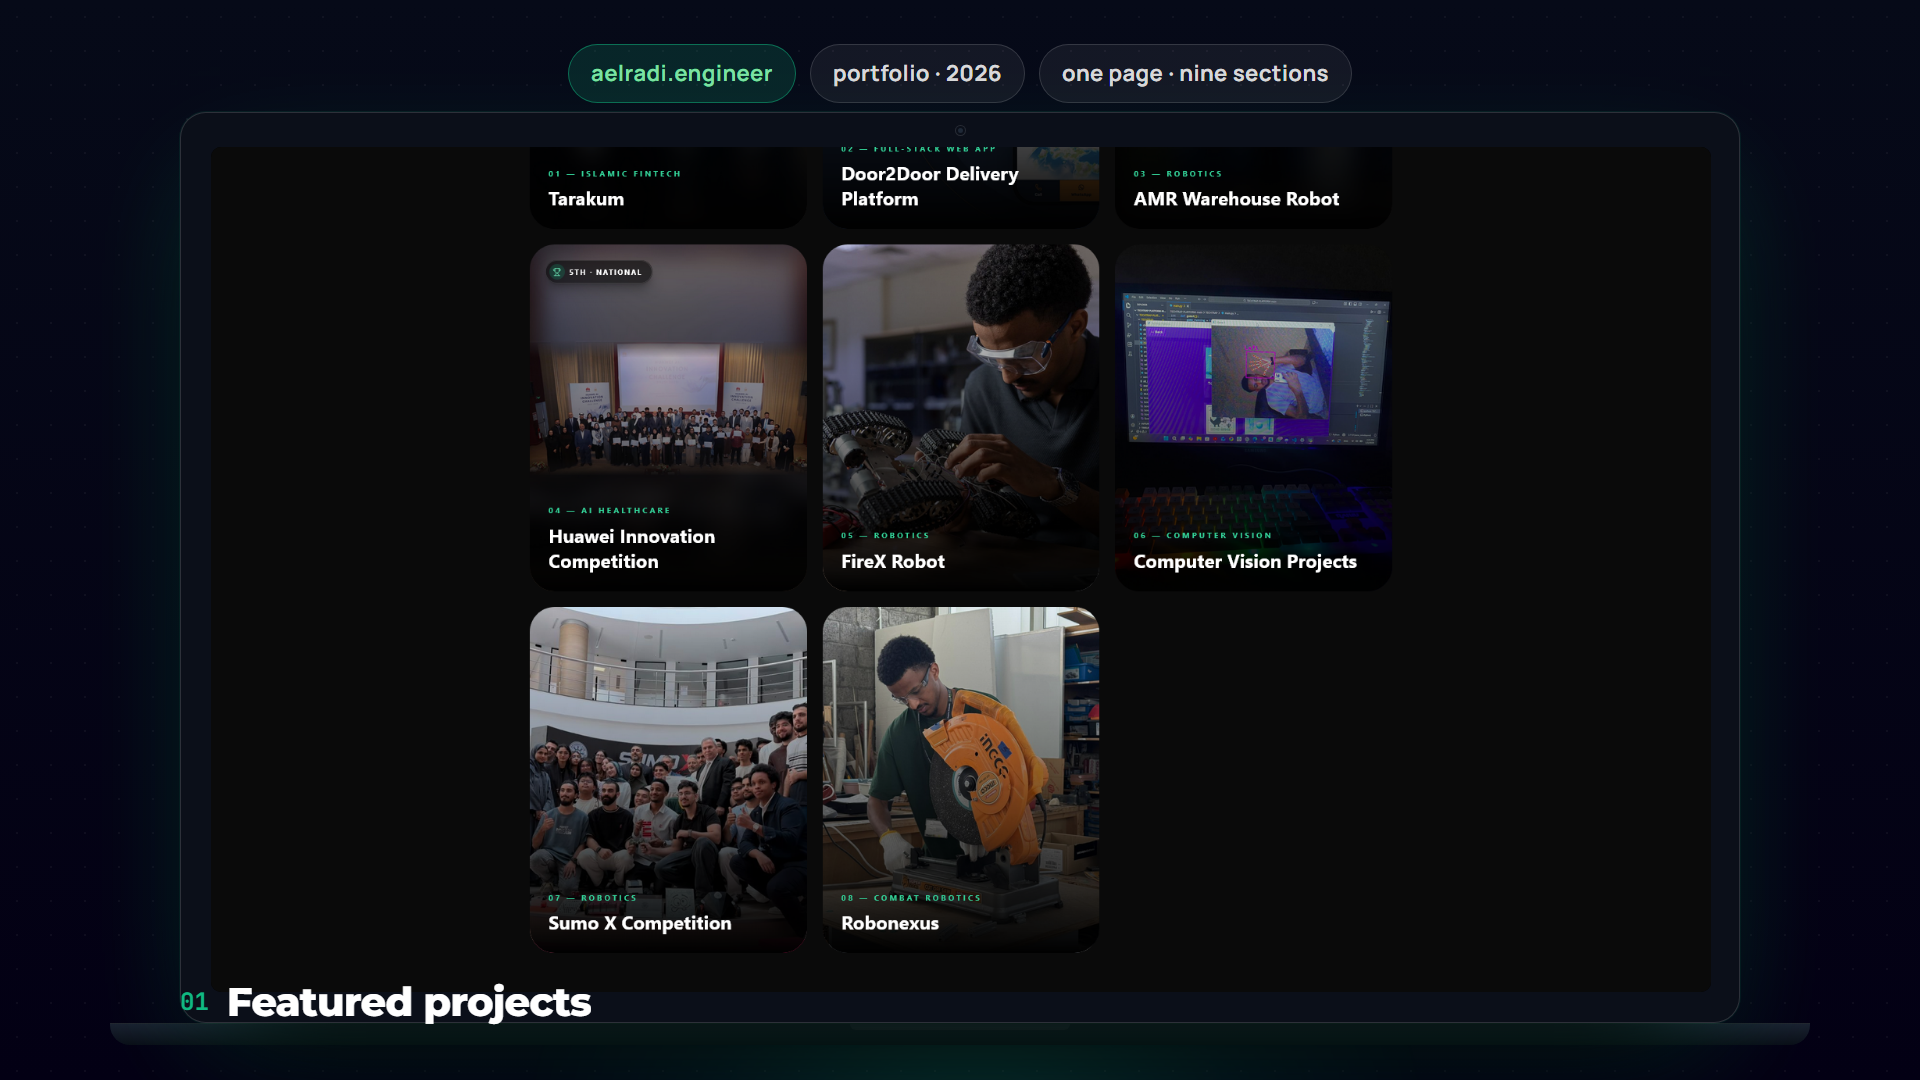 aelradi.engineer
portfolio · 2026
one page · nine sections
01 — ISLAMIC FINTECH
Tarakum
02 — FULL-STACK WEB APP
Door2Door Delivery
Platform
03 — ROBOTICS
AMR Warehouse Robot
5TH · NATIONAL
04 — AI HEALTHCARE
Huawei Innovation
Competition
05 — ROBOTICS
FireX Robot
06 — COMPUTER VISION
Computer Vision Projects
SUMO
07 — ROBOTICS
Sumo X Competition
INGCO
08 — COMBAT ROBOTICS
Robonexus
01 Featured projects